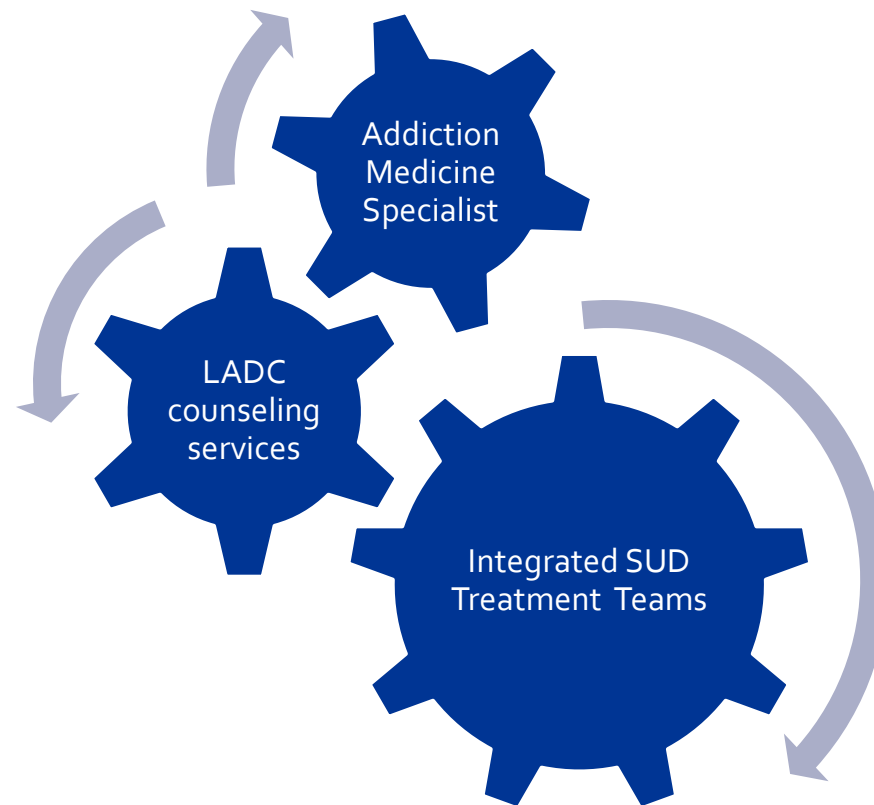 Addiction
Medicine
Specialist
LADC
counseling
services
Integrated SUD
Treatment Teams